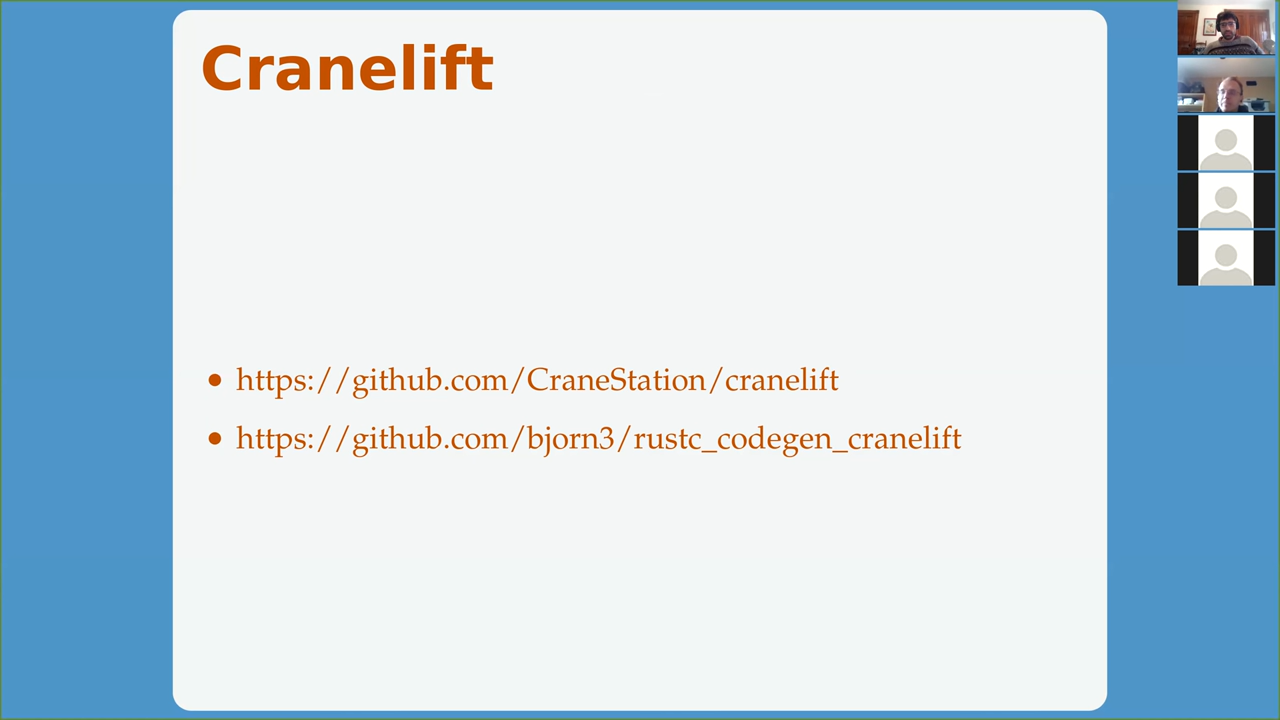 Cranelift
• https://github.com/CraneStation/cranelift
• https://github.com/bjorn3/rustc_codegen_cranelift